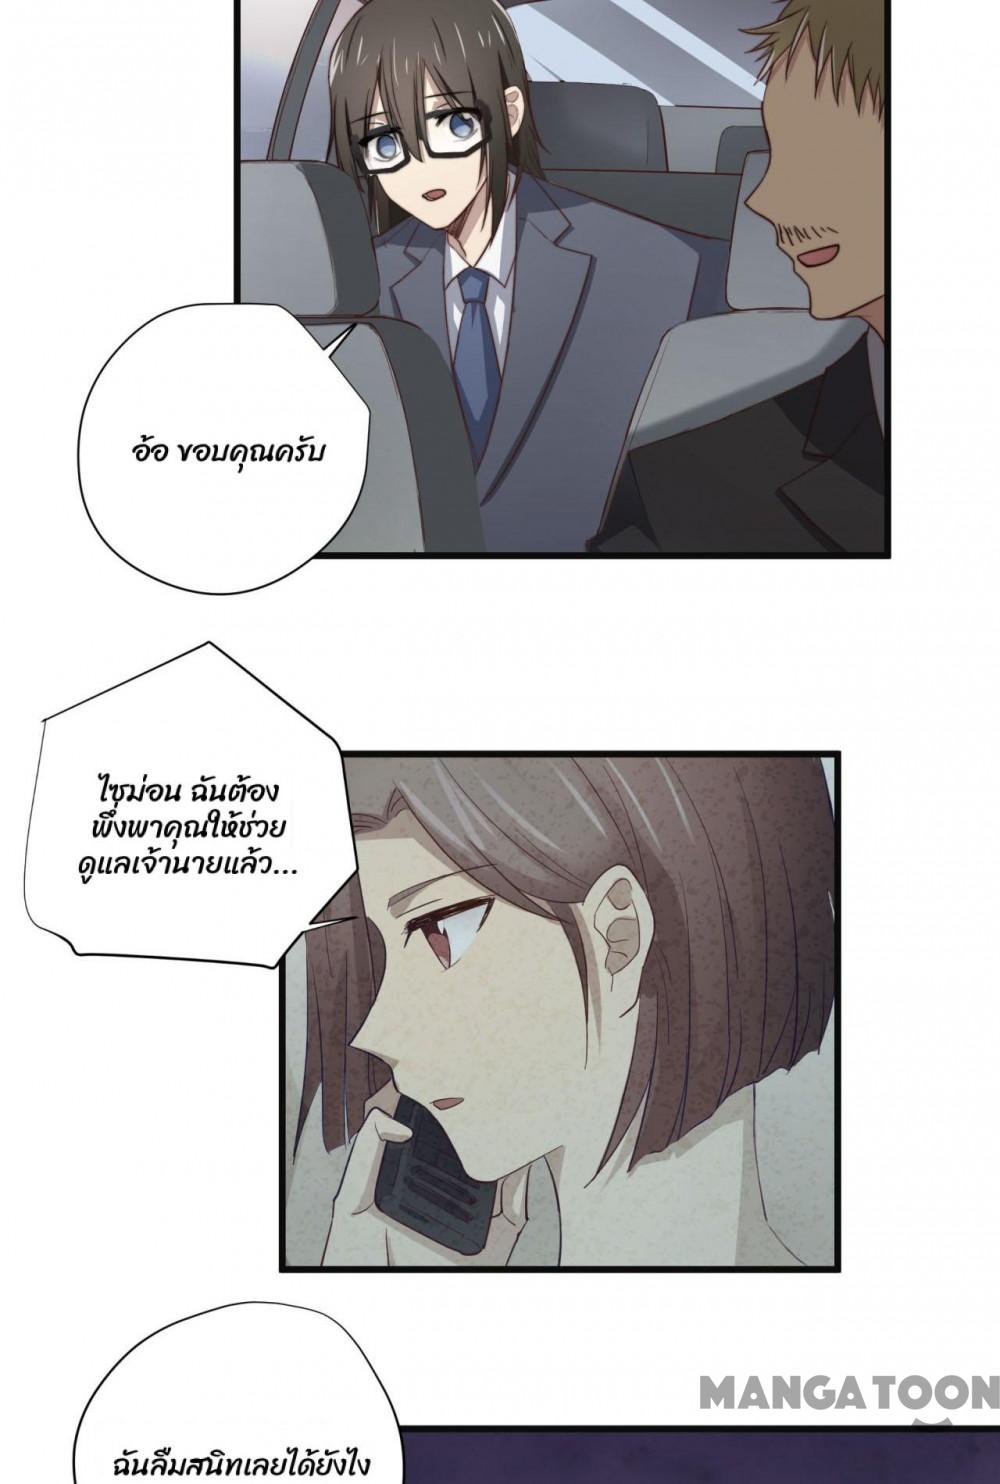 อ้อ ขอบคุณครับ
ไซม่อน ฉันต้อง
พึ่งพาคุณให้ช่วย
ดูแลเจ้านายแล้ว...
MANGATOON
ฉันลืมสนิทเลยได้ยังไง